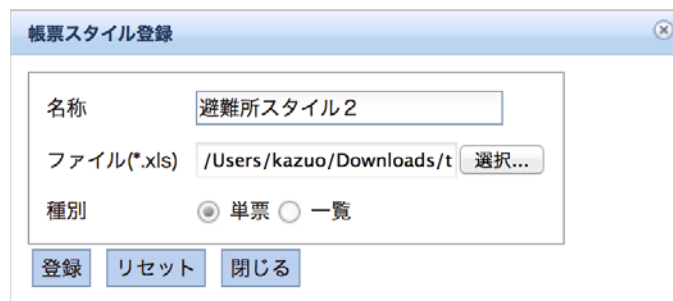 帳票スタイル登録
名称 避難所スタイル2
ファイル(*.xls) /Users/kazuo/Downloads/t 選択...
種別 単票 一覧
登録 リセット 閉じる